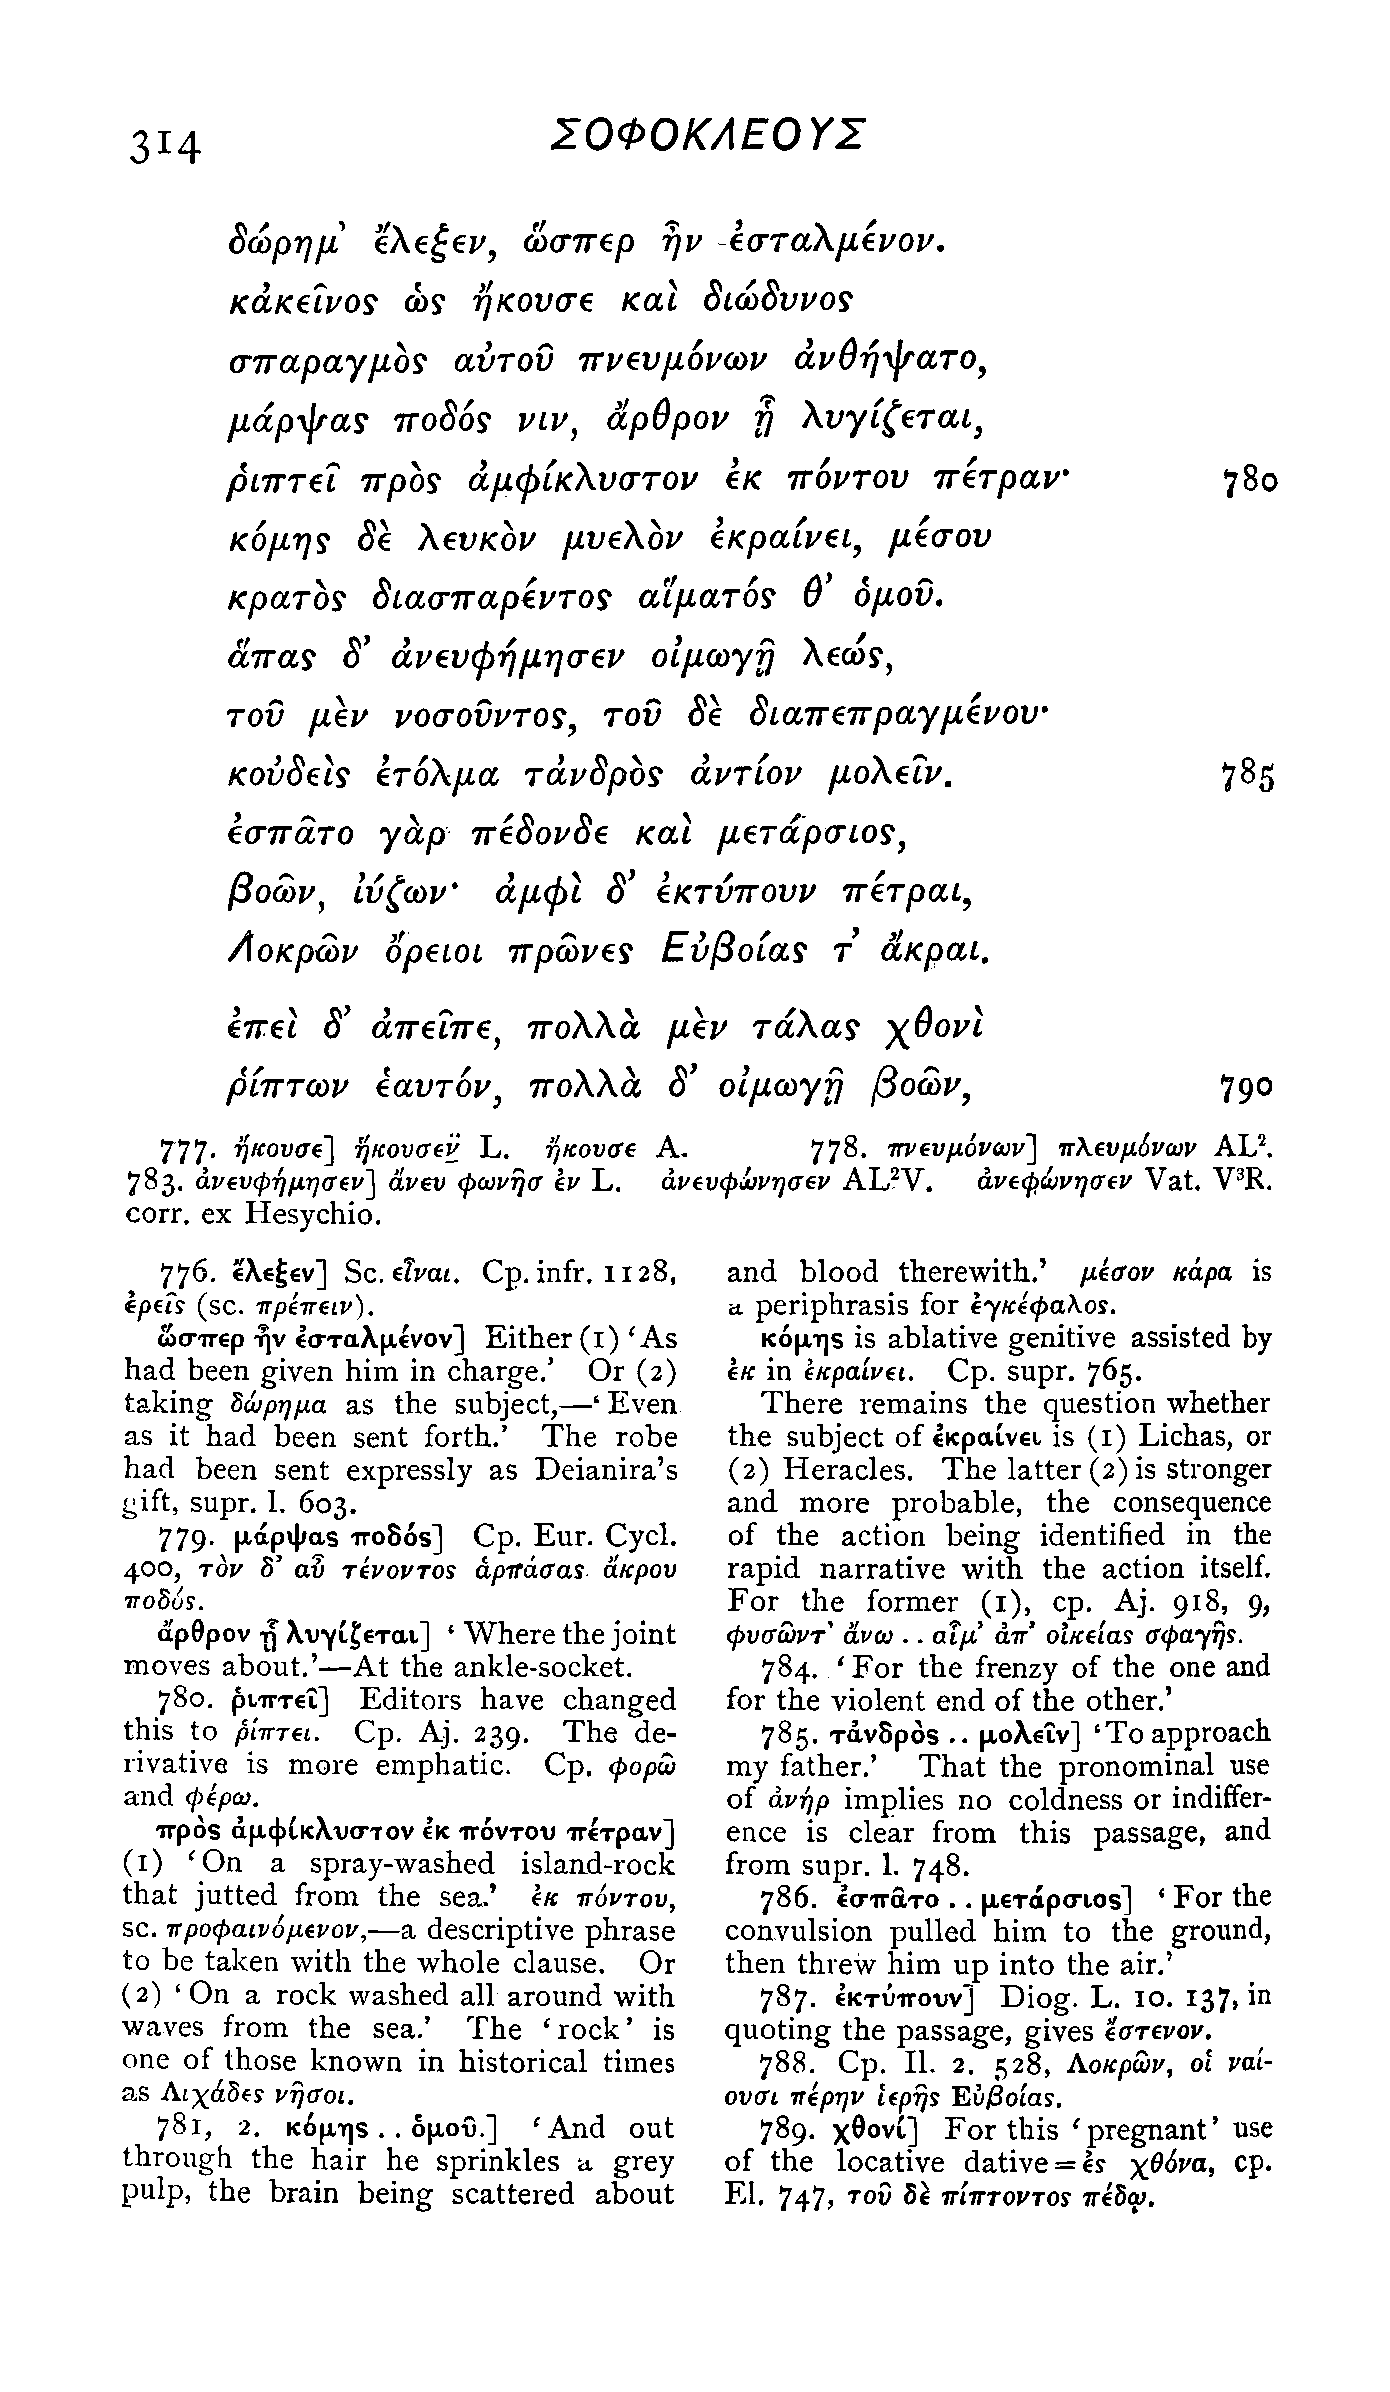 314
ΣΟΦΟΚΛΕΟΥΣ
δώρημ᾽ ἔλεξεν, ὥσπερ ἦν ἐσταλμένον.
κἀκεῖνος ὡς ἤκουσε καὶ διώδυνος
σπαραγμὸς αὐτοῦ πνευμόνων ἀνθήψατο,
μάρψας ποδός νιν, ἄρθρον ᾗ λυγίζεται,
ῥιπτεῖ πρὸς ἀμφίκλυστον ἐκ πόντου πέτραν· 780
κόμης δὲ λευκὸν μυελὸν ἐκραίνει, μέσου
κρατὸς διασπαρέντος αἵματός θ᾽ ὁμοῦ.
ἅπας δ᾽ ἀνευφήμησεν οἰμωγῇ λεώς,
τοῦ μὲν νοσοῦντος, τοῦ δὲ διαπεπραγμένου·
κοὐδεὶς ἐτόλμα τἀνδρὸς ἀντίον μολεῖν. 785
ἐσπᾶτο γὰρ πέδονδε καὶ μετάρσιος,
βοῶν, ἰύζων· ἀμφὶ δ᾽ ἐκτύπουν πέτραι,
Λοκρῶν ὄρειοι πρῶνες Εὐβοίας τ᾽ ἄκραι.
ἐπεὶ δ᾽ ἀπεῖπε, πολλὰ μὲν τάλας χθονὶ
ῥίπτων ἑαυτόν, πολλὰ δ᾽ οἰμωγῇ βοῶν, 790
777. ἤκουσε] ἤκουσεν L. ἤκουσε A. 778. πνευμόνων] πλευμόνων AL².
783. ἀνευφήμησεν] ἄνευ φωνῆσ ἐν L. ἀνευφώνησεν AL²V. ἀνεφώνησεν Vat. V³R.
corr. ex Hesychio.
776. ἔλεξεν] Sc. εἶναι. Cp. infr. 1128,
ἐρεῖς (sc. πρέπειν).
ὥσπερ ἦν ἐσταλμένον] Either (1) ‘As
had been given him in charge.’ Or (2)
taking δώρημα as the subject,—‘Even
as it had been sent forth.’ The robe
had been sent expressly as Deianira’s
gift, supr. l. 603.
779. μάρψας ποδός] Cp. Eur. Cycl.
400, τὸν δ᾽ αὖ τένοντος ἁρπάσας ἄκρου
ποδός.
ἄρθρον ᾗ λυγίζεται] ‘Where the joint
moves about.’—At the ankle-socket.
780. ῥιπτεῖ] Editors have changed
this to ῥίπτει. Cp. Aj. 239. The de-
rivative is more emphatic. Cp. φορῶ
and φέρω.
πρὸς ἀμφίκλυστον ἐκ πόντου πέτραν]
(1) ‘On a spray-washed island-rock
that jutted from the sea.’ ἐκ πόντου,
sc. προφαινόμενον,—a descriptive phrase
to be taken with the whole clause. Or
(2) ‘On a rock washed all around with
waves from the sea.’ The ‘rock’ is
one of those known in historical times
as Λιχάδες νῆσοι.
781, 2. κόμης . . ὁμοῦ.] ‘And out
through the hair he sprinkles a grey
pulp, the brain being scattered about
and blood therewith.’ μέσον κάρα is
a periphrasis for ἐγκέφαλος.
κόμης is ablative genitive assisted by
ἐκ in ἐκραίνει. Cp. supr. 765.
There remains the question whether
the subject of ἐκραίνει is (1) Lichas, or
(2) Heracles. The latter (2) is stronger
and more probable, the consequence
of the action being identified in the
rapid narrative with the action itself.
For the former (1), cp. Aj. 918, 9,
φυσῶντ᾽ ἄνω . . αἷμ᾽ ἀπ᾽ οἰκείας σφαγῆς.
784. ‘For the frenzy of the one and
for the violent end of the other.’
785. τἀνδρὸς . . μολεῖν] ‘To approach
my father.’ That the pronominal use
of ἀνήρ implies no coldness or indiffer-
ence is clear from this passage, and
from supr. l. 748.
786. ἐσπᾶτο . . μετάρσιος] ‘For the
convulsion pulled him to the ground,
then threw him up into the air.’
787. ἐκτύπουν] Diog. L. 10. 137, in
quoting the passage, gives ἔστενον.
788. Cp. Il. 2. 528, Λοκρῶν, οἳ ναί-
ουσι πέρην ἱερῆς Εὐβοίας.
789. χθονί] For this ‘pregnant’ use
of the locative dative = ἐς χθόνα, cp.
El. 747, τοῦ δὲ πίπτοντος πέδῳ.